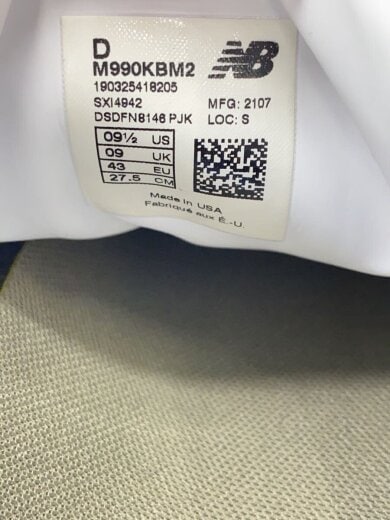 D
M990KBM2
190325418205
SXI4942
MFG: 2107
DSDFN8146 PJK
LOC: S
09½ US
09 UK
43 EU
27.5 CM
Made in USA
Fabriqué aux É.-U.
NB